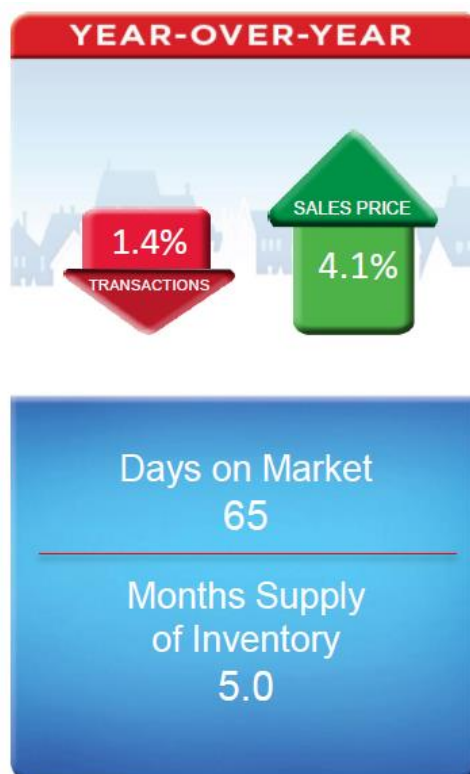 YEAR-OVER-YEAR
1.4%
TRANSACTIONS
SALES PRICE
4.1%
Days on Market
65
Months Supply
of Inventory
5.0